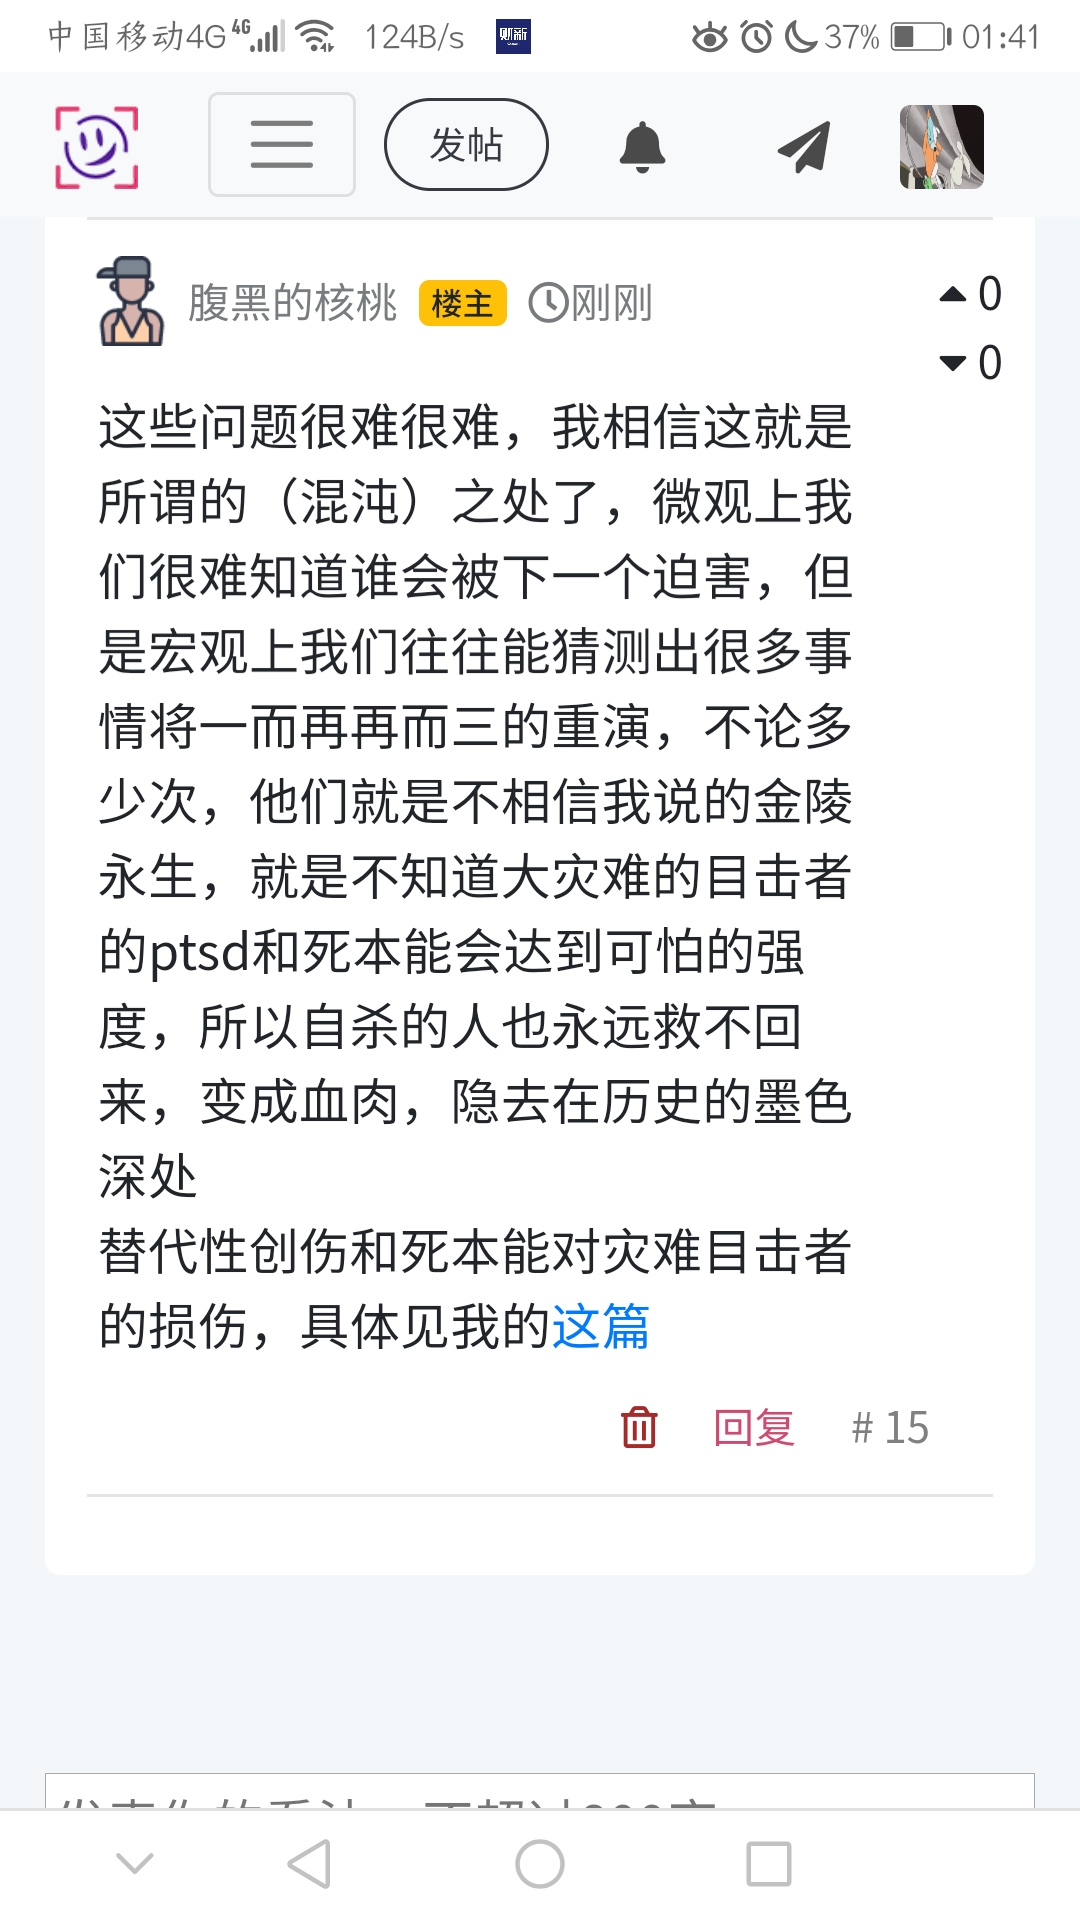 中国移动4G 4G 124B/s 财新 37% 01:41
发帖
腹黑的核桃 楼主 刚刚 0
0
这些问题很难很难，我相信这就是
所谓的（混沌）之处了，微观上我
们很难知道谁会被下一个迫害，但
是宏观上我们往往能猜测出很多事
情将一而再再而三的重演，不论多
少次，他们就是不相信我说的金陵
永生，就是不知道大灾难的目击者
的ptsd和死本能会达到可怕的强
度，所以自杀的人也永远救不回
来，变成血肉，隐去在历史的墨色
深处
替代性创伤和死本能对灾难目击者
的损伤，具体见我的这篇
回复 # 15